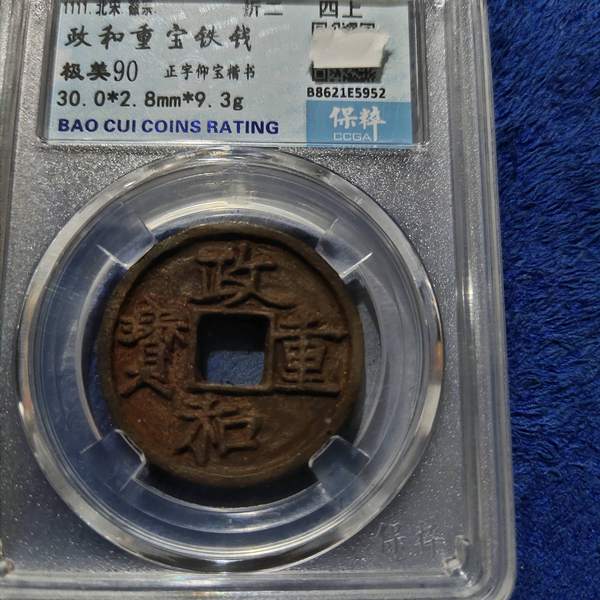 1111.北宋 徽宗. 折三 四上
政和重宝铁钱
极美90 正字仰宝楷书
B8621E5952
30.0*2.8mm*9.3g
保粹
BAO CUI COINS RATING
CCGA
政
寳 重
和
保粹